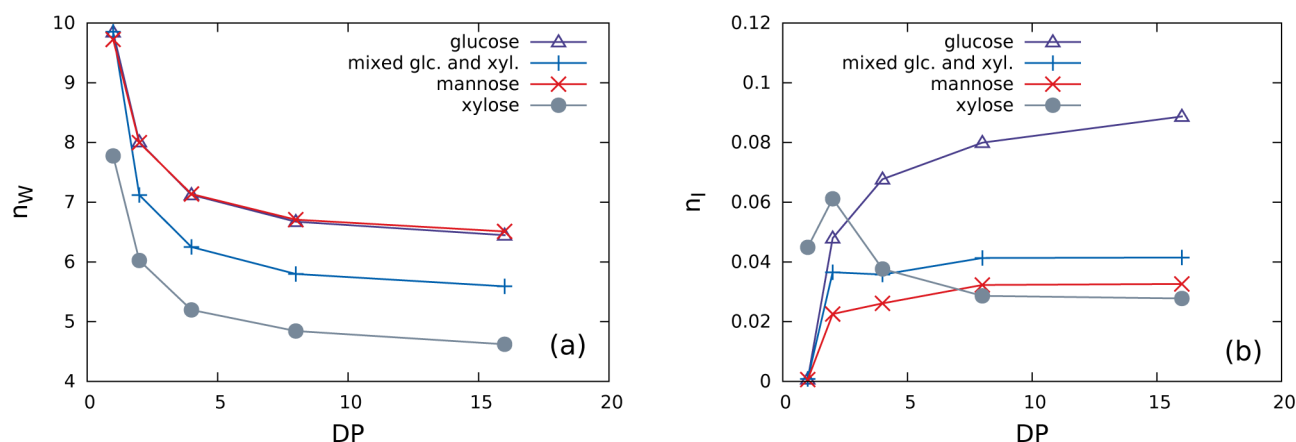 10
9
8
7
6
5
4
n_W
glucose
mixed glc. and xyl.
mannose
xylose
(a)
0 5 10 15 20
DP
0.12
0.1
0.08
0.06
0.04
0.02
0
n_I
glucose
mixed glc. and xyl.
mannose
xylose
(b)
0 5 10 15 20
DP